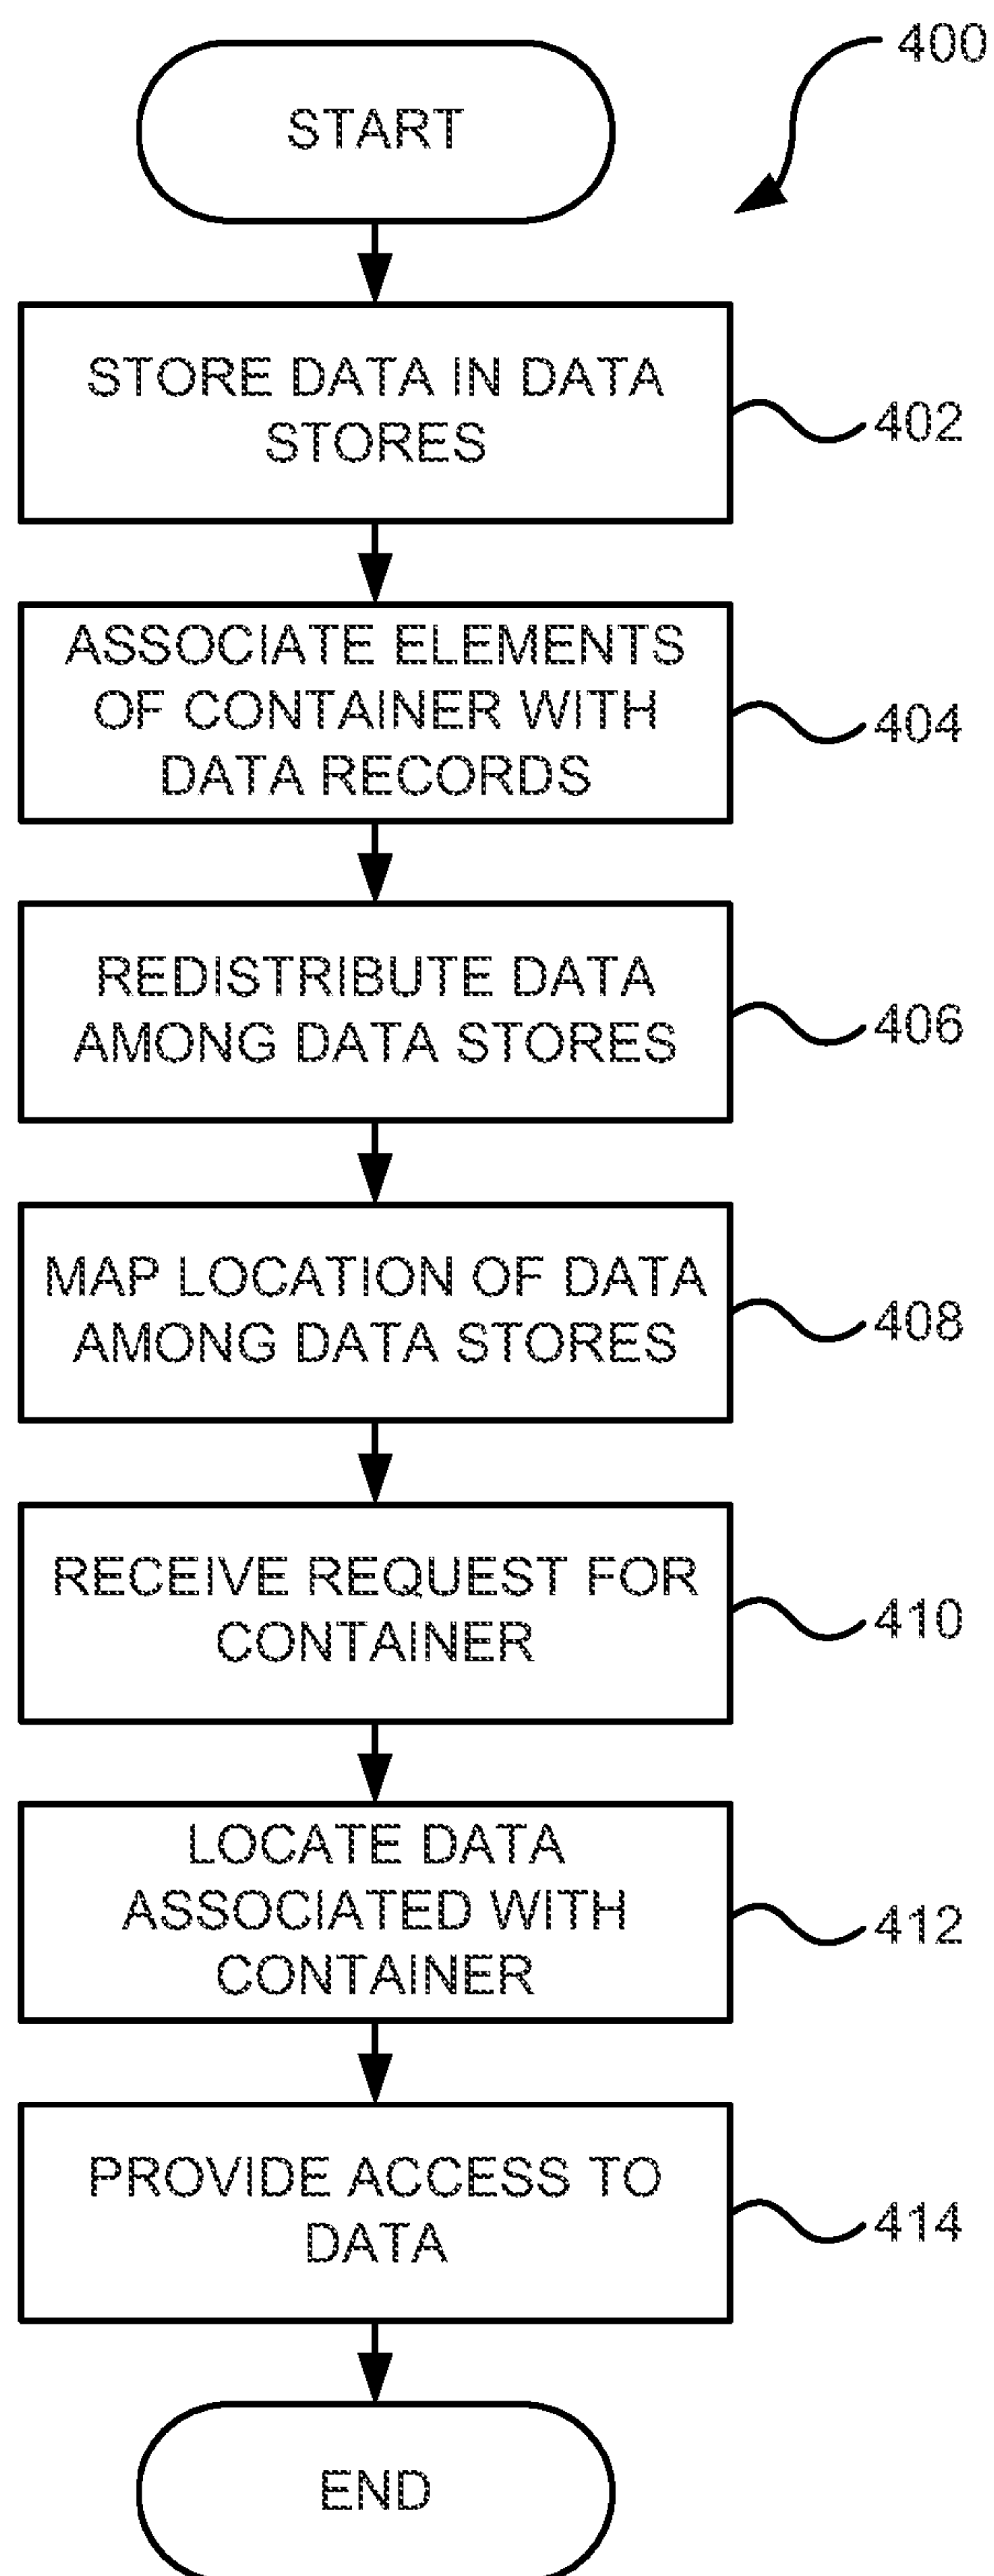 400
START
STORE DATA IN DATA
STORES
402
ASSOCIATE ELEMENTS
OF CONTAINER WITH
DATA RECORDS
404
REDISTRIBUTE DATA
AMONG DATA STORES
406
MAP LOCATION OF DATA
AMONG DATA STORES
408
RECEIVE REQUEST FOR
CONTAINER
410
LOCATE DATA
ASSOCIATED WITH
CONTAINER
412
PROVIDE ACCESS TO
DATA
414
END